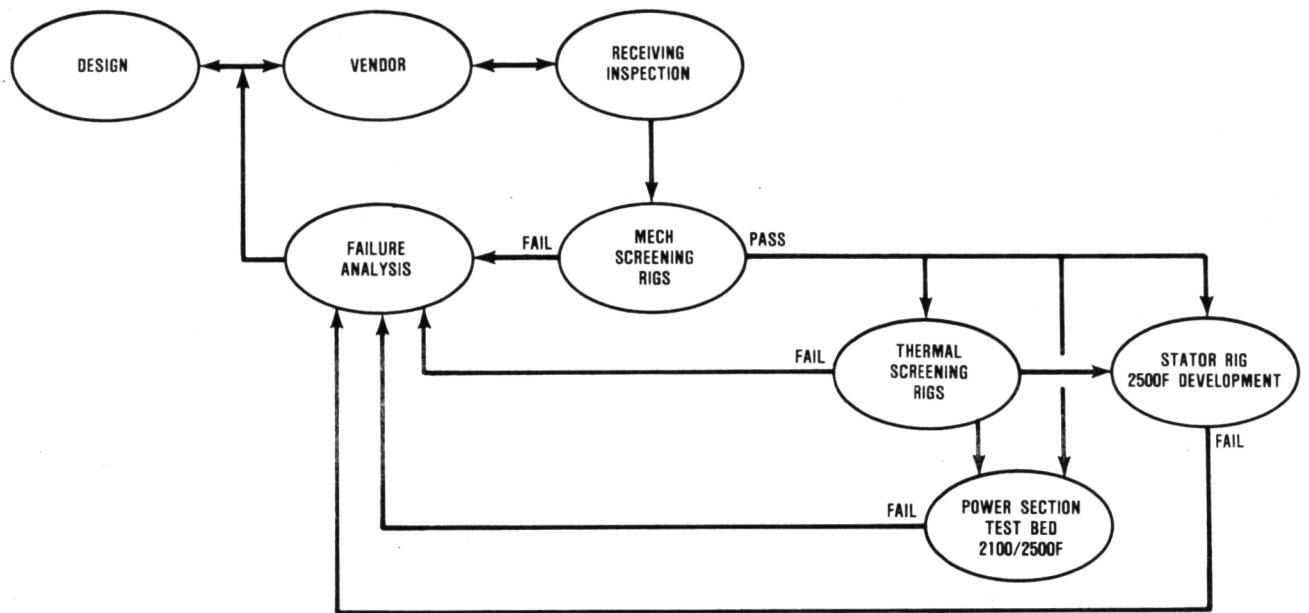 DESIGN
VENDOR
RECEIVING
INSPECTION
FAILURE
ANALYSIS
FAIL
MECH
SCREENING
RIGS
PASS
FAIL
THERMAL
SCREENING
RIGS
STATOR RIG
2500F DEVELOPMENT
FAIL
FAIL
POWER SECTION
TEST BED
2100/2500F